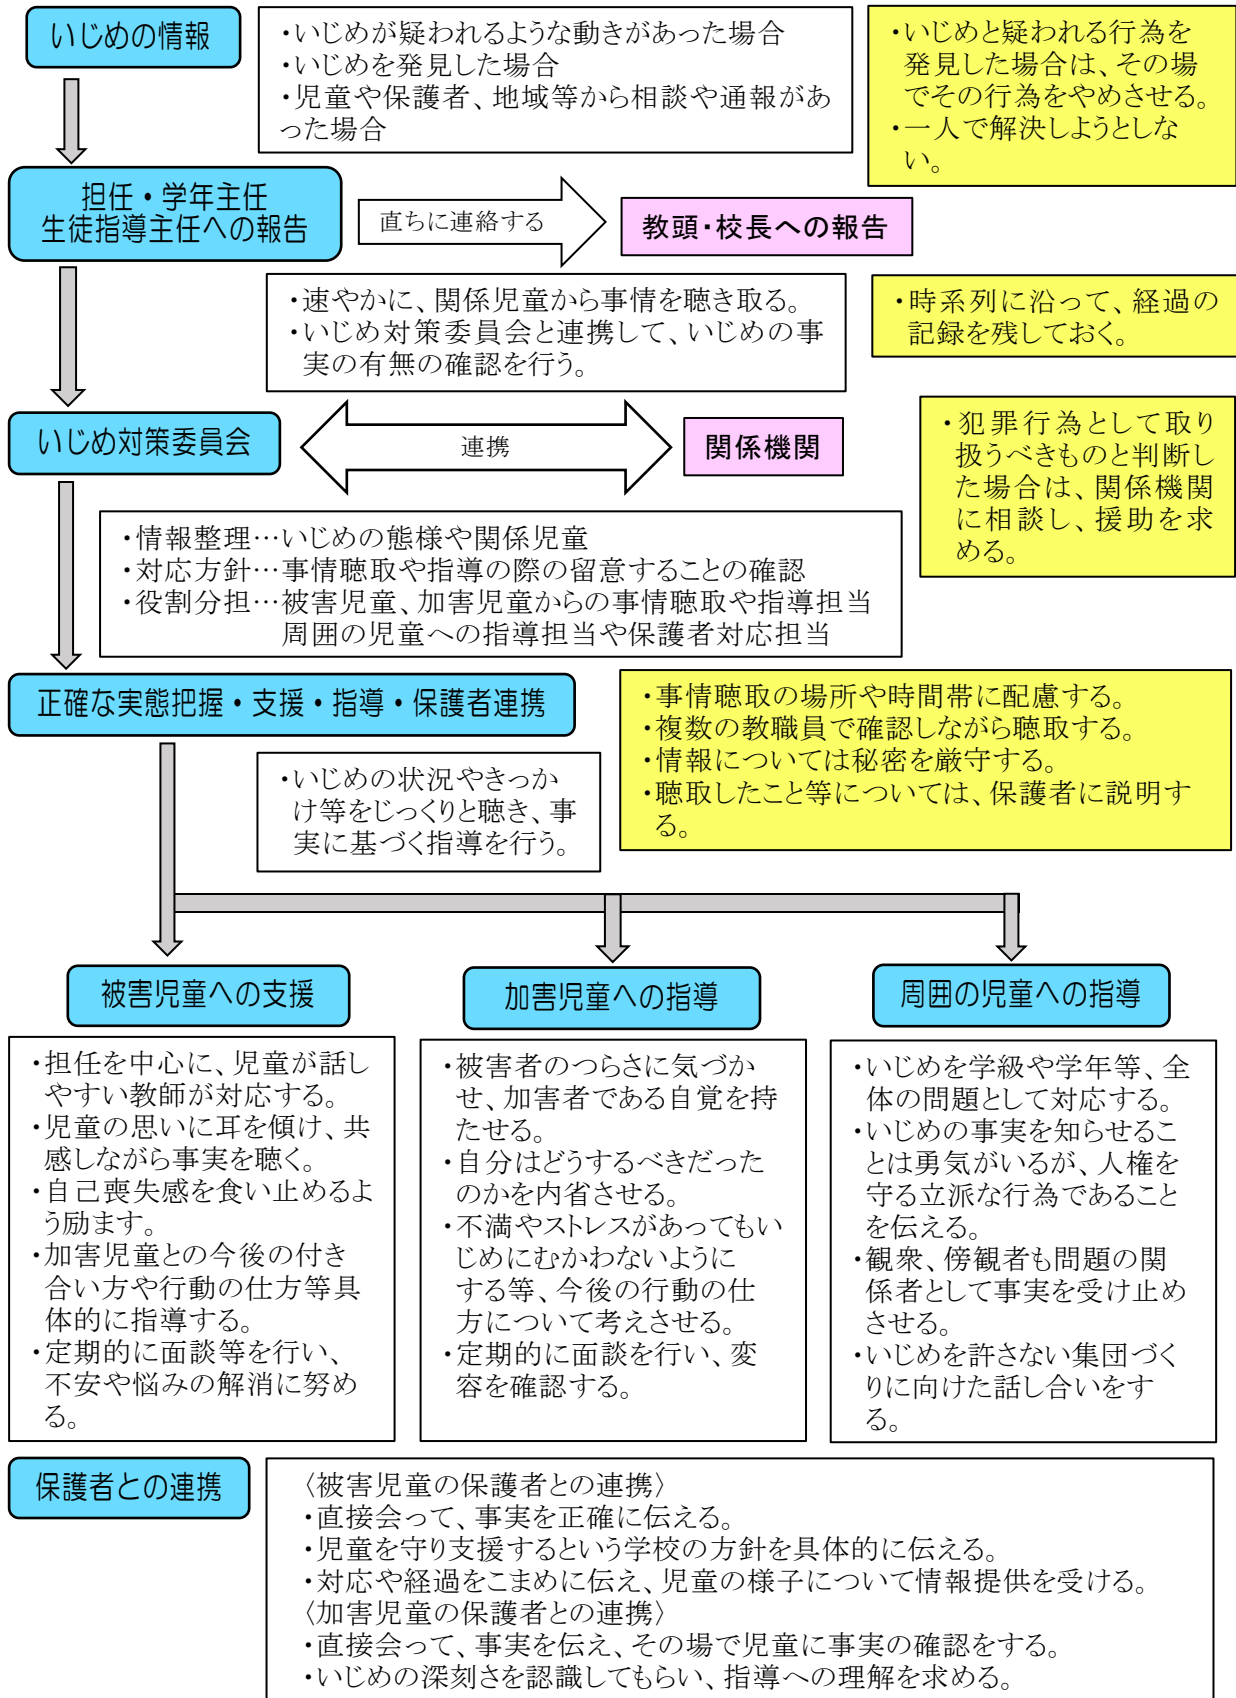 いじめの情報
・いじめが疑われるような動きがあった場合
・いじめを発見した場合
・児童や保護者、地域等から相談や通報があ
った場合
・いじめと疑われる行為を
発見した場合は、その場
でその行為をやめさせる。
・一人で解決しようとしな
い。
担任・学年主任
生徒指導主任への報告
直ちに連絡する
教頭・校長への報告
・速やかに、関係児童から事情を聴き取る。
・いじめ対策委員会と連携して、いじめの事
実の有無の確認を行う。
・時系列に沿って、経過の
記録を残しておく。
いじめ対策委員会
連携
関係機関
・犯罪行為として取り
扱うべきものと判断し
た場合は、関係機関
に相談し、援助を求
める。
・情報整理…いじめの態様や関係児童
・対応方針…事情聴取や指導の際の留意することの確認
・役割分担…被害児童、加害児童からの事情聴取や指導担当
周囲の児童への指導担当や保護者対応担当
正確な実態把握・支援・指導・保護者連携
・事情聴取の場所や時間帯に配慮する。
・複数の教職員で確認しながら聴取する。
・情報については秘密を厳守する。
・聴取したこと等については、保護者に説明す
る。
・いじめの状況やきっか
け等をじっくりと聴き、事
実に基づく指導を行う。
被害児童への支援
・担任を中心に、児童が話し
やすい教師が対応する。
・児童の思いに耳を傾け、共
感しながら事実を聴く。
・自己喪失感を食い止めるよ
う励ます。
・加害児童との今後の付き
合い方や行動の仕方等具
体的に指導する。
・定期的に面談等を行い、
不安や悩みの解消に努め
る。
加害児童への指導
・被害者のつらさに気づか
せ、加害者である自覚を持
たせる。
・自分はどうするべきだった
のかを内省させる。
・不満やストレスがあってもい
じめにむかわないように
する等、今後の行動の仕
方について考えさせる。
・定期的に面談を行い、変
容を確認する。
周囲の児童への指導
・いじめを学級や学年等、全
体の問題として対応する。
・いじめの事実を知らせるこ
とは勇気がいるが、人権を
守る立派な行為であること
を伝える。
・観衆、傍観者も問題の関
係者として事実を受け止め
させる。
・いじめを許さない集団づく
りに向けた話し合いをす
る。
保護者との連携
〈被害児童の保護者との連携〉
・直接会って、事実を正確に伝える。
・児童を守り支援するという学校の方針を具体的に伝える。
・対応や経過をこまめに伝え、児童の様子について情報提供を受ける。
〈加害児童の保護者との連携〉
・直接会って、事実を伝え、その場で児童に事実の確認をする。
・いじめの深刻さを認識してもらい、指導への理解を求める。